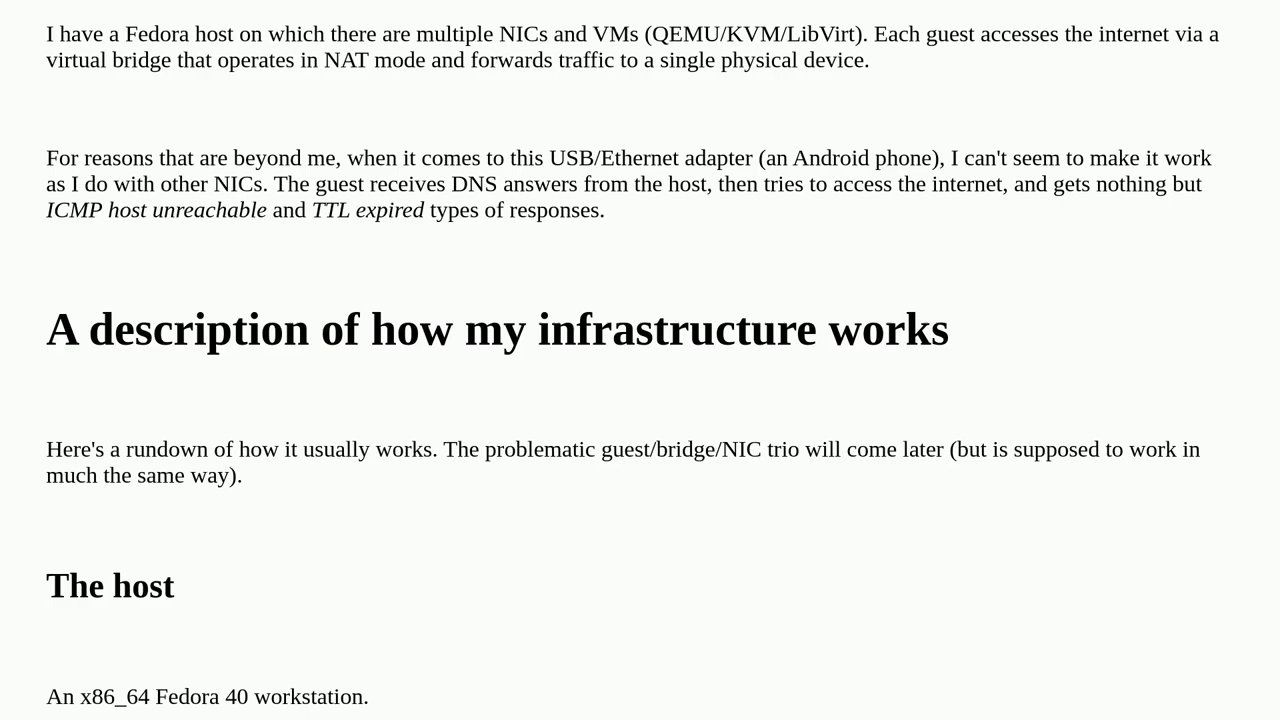 I have a Fedora host on which there are multiple NICs and VMs (QEMU/KVM/LibVirt). Each guest accesses the internet via a
virtual bridge that operates in NAT mode and forwards traffic to a single physical device.
For reasons that are beyond me, when it comes to this USB/Ethernet adapter (an Android phone), I can't seem to make it work
as I do with other NICs. The guest receives DNS answers from the host, then tries to access the internet, and gets nothing but
ICMP host unreachable and TTL expired types of responses.
A description of how my infrastructure works
Here's a rundown of how it usually works. The problematic guest/bridge/NIC trio will come later (but is supposed to work in
much the same way).
The host
An x86_64 Fedora 40 workstation.